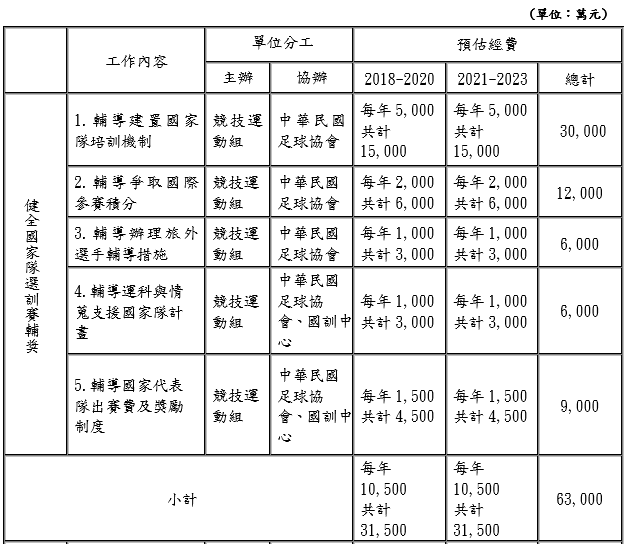 (單位：萬元)
工作內容
單位分工
預估經費
主辦
協辦
2018-2020
2021-2023
總計
健全國家隊選訓賽輔獎
1.輔導建置國家
隊培訓機制
競技運
動組
中華民國
足球協會
每年5,000
共計
15,000
每年5,000
共計
15,000
30,000
2.輔導爭取國際
參賽積分
競技運
動組
中華民國
足球協會
每年2,000
共計6,000
每年2,000
共計6,000
12,000
3.輔導辦理旅外
選手輔導措施
競技運
動組
中華民國
足球協會
每年1,000
共計3,000
每年1,000
共計3,000
6,000
4.輔導運科與情
蒐支援國家隊計
畫
競技運
動組
中華民國
足球協
會、國訓中
心
每年1,000
共計3,000
每年1,000
共計3,000
6,000
5.輔導國家代表
隊出賽費及獎勵
制度
競技運
動組
中華民國
足球協
會、國訓中
心
每年1,500
共計4,500
每年1,500
共計4,500
9,000
小計
每年
10,500
共計
31,500
每年
10,500
共計
31,500
63,000